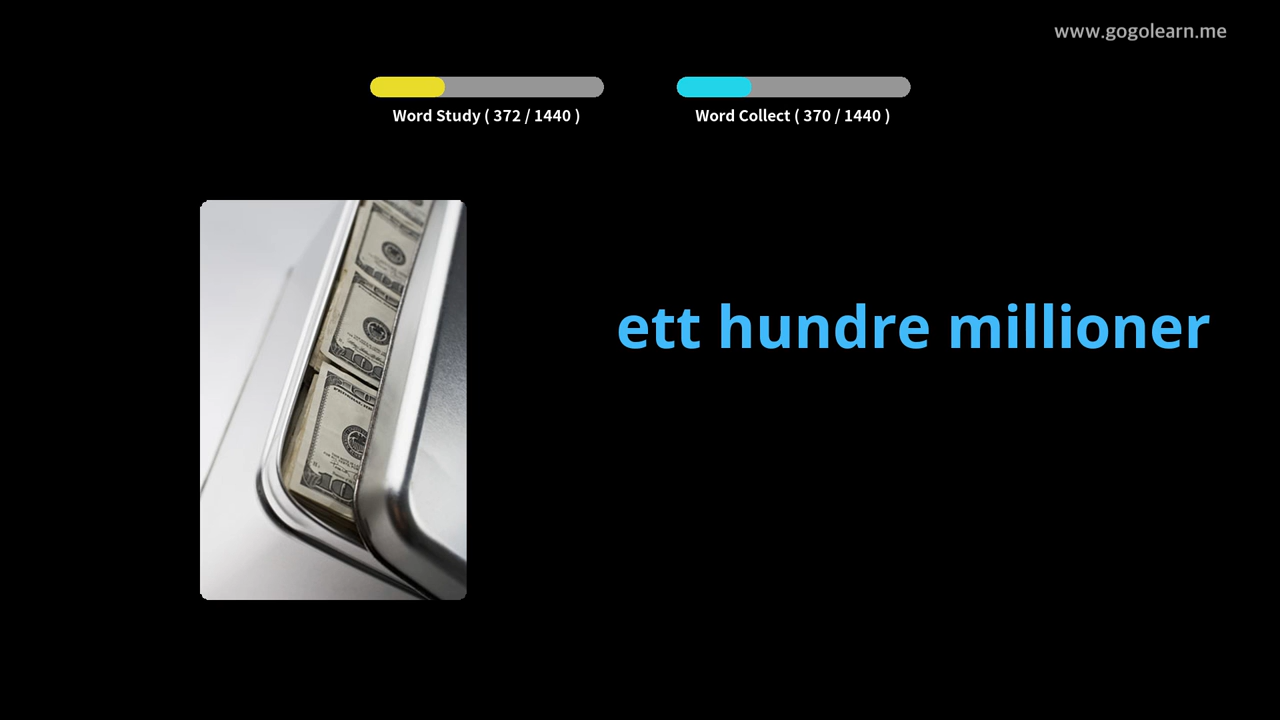 www.gogolearn.me
Word Study ( 372 / 1440 )
Word Collect ( 370 / 1440 )
ett hundre millioner